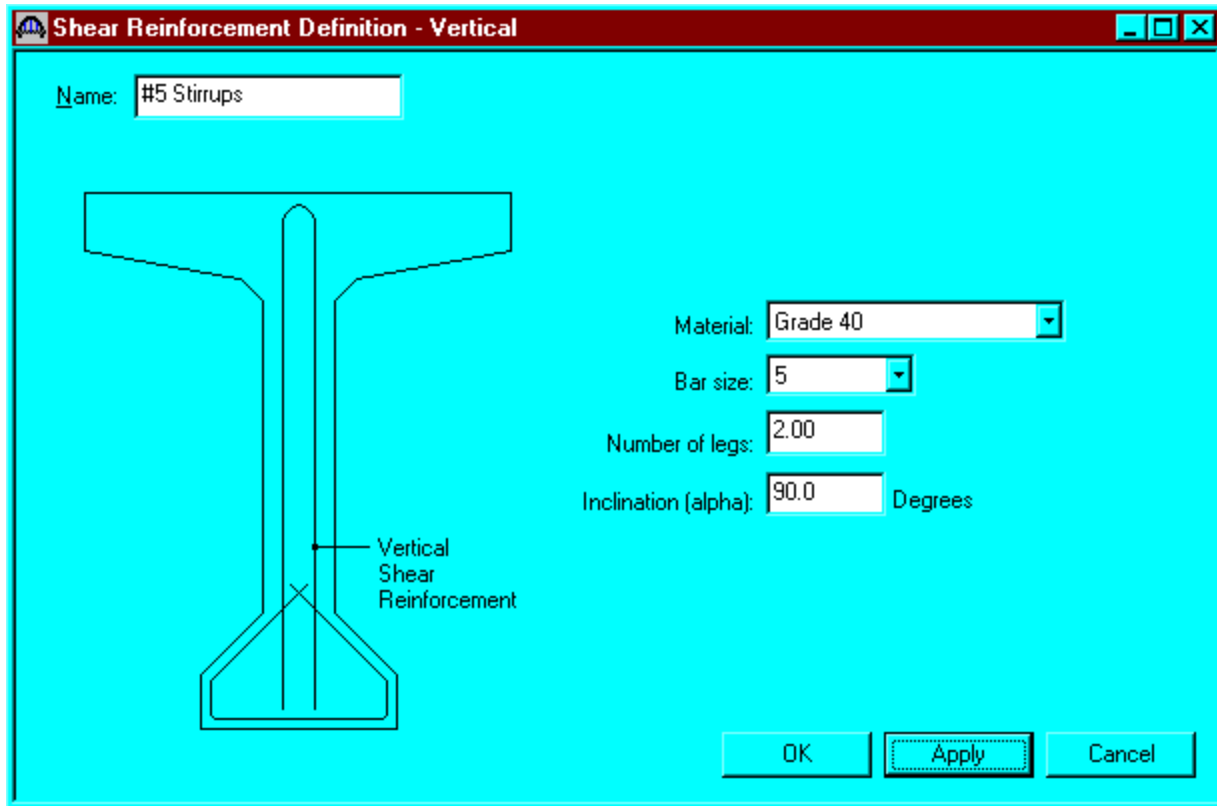 Shear Reinforcement Definition - Vertical
Name: #5 Stirrups
Material: Grade 40
Bar size: 5
Number of legs: 2.00
Inclination (alpha): 90.0 Degrees
Vertical
Shear
Reinforcement
OK Apply Cancel